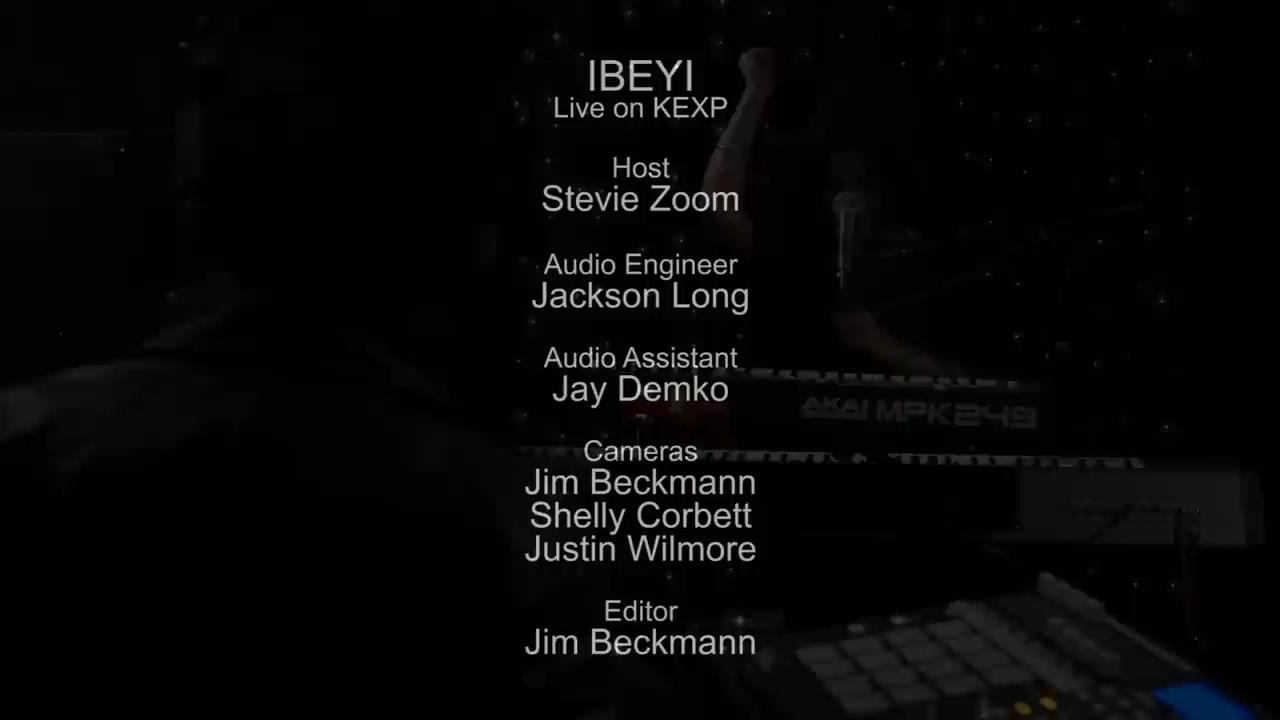 IBEYI
Live on KEXP
Host
Stevie Zoom
Audio Engineer
Jackson Long
Audio Assistant
Jay Demko
AKAI MPK249
Cameras
Jim Beckmann
Shelly Corbett
Justin Wilmore
Editor
Jim Beckmann